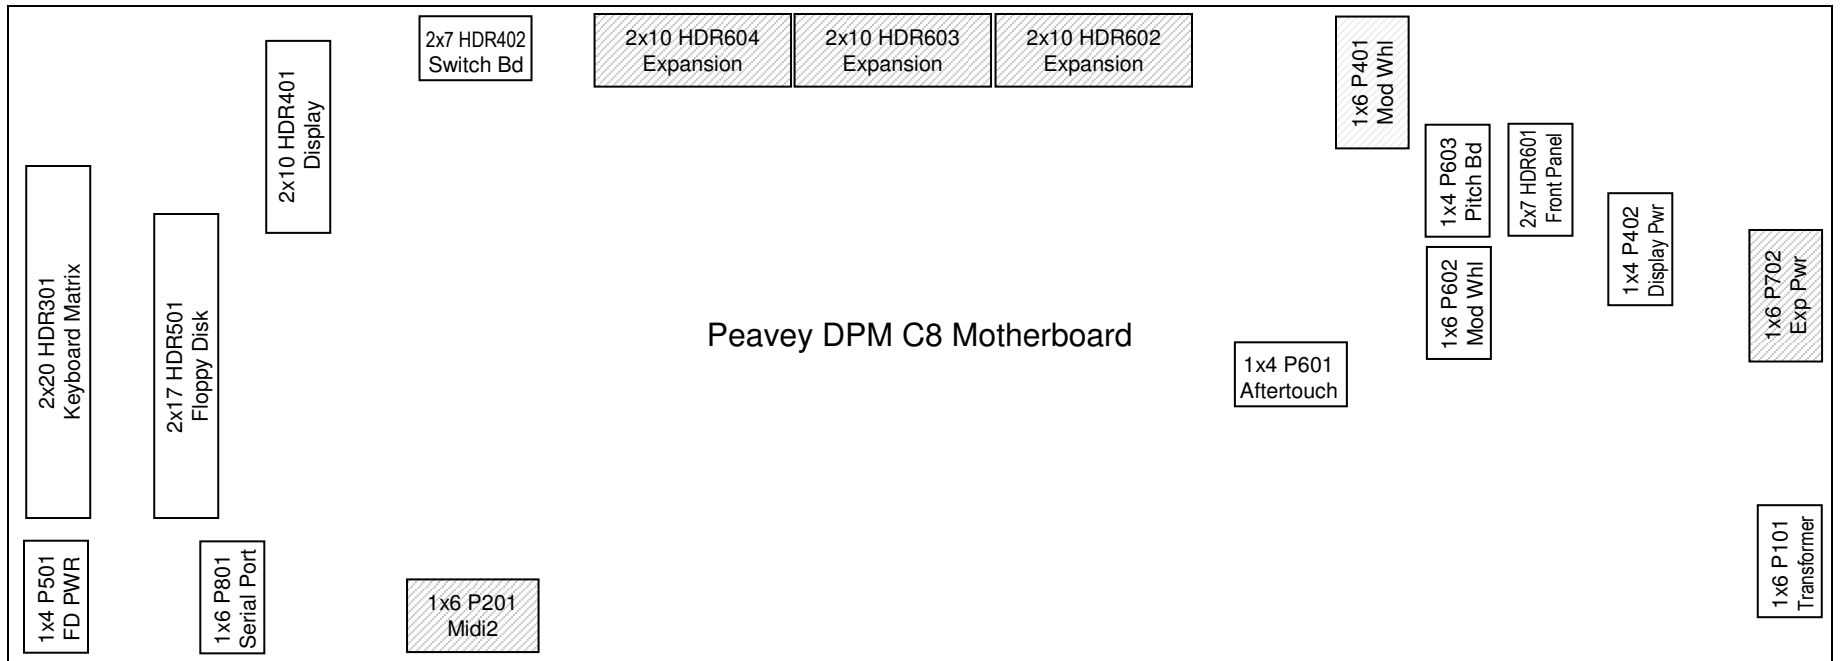 2x7 HDR402
Switch Bd
2x10 HDR604
Expansion
2x10 HDR603
Expansion
2x10 HDR602
Expansion
1x6 P401
Mod Whl
2x10 HDR401
Display
1x4 P603
Pitch Bd
2x7 HDR601
Front Panel
1x4 P402
Display Pwr
1x6 P702
Exp Pwr
2x20 HDR301
Keyboard Matrix
2x17 HDR501
Floppy Disk
1x6 P602
Mod Whl
Peavey DPM C8 Motherboard
1x4 P601
Aftertouch
1x4 P501
FD PWR
1x6 P801
Serial Port
1x6 P201
Midi2
1x6 P101
Transformer